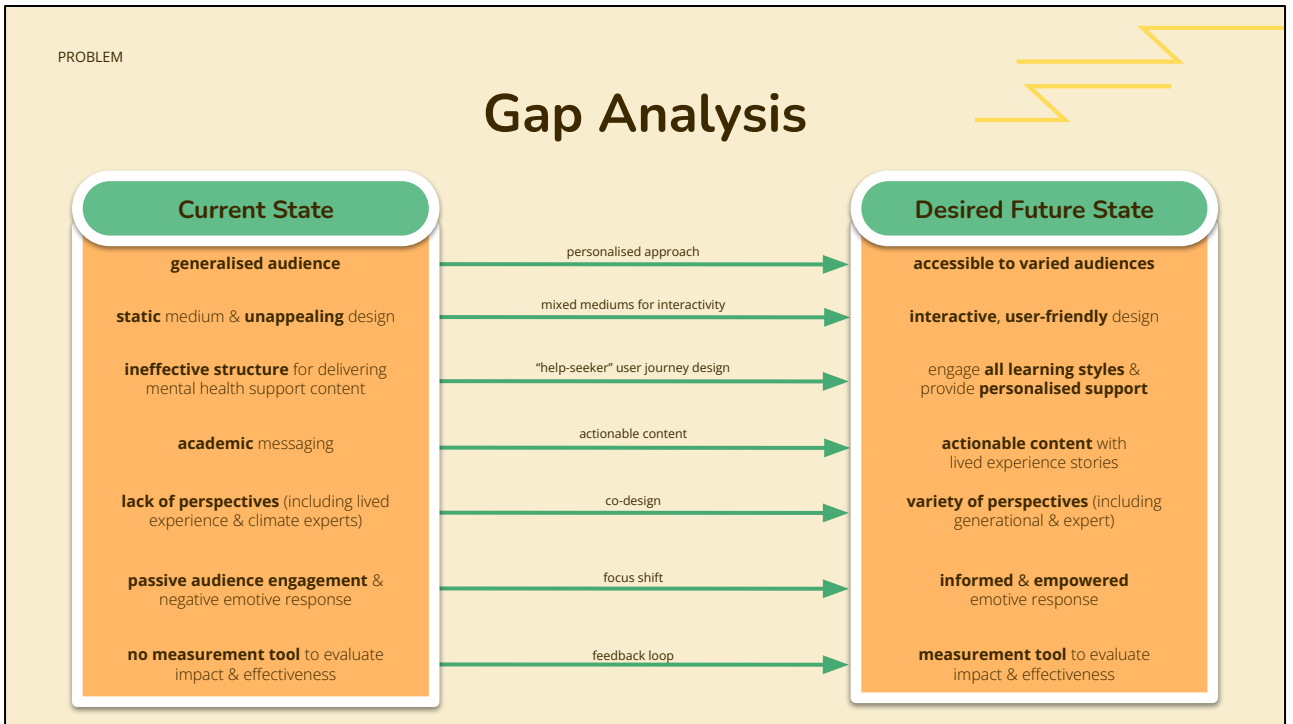 PROBLEM
Gap Analysis
Current State
Desired Future State
generalised audience
personalised approach
accessible to varied audiences
static medium & unappealing design
mixed mediums for interactivity
interactive, user-friendly design
ineffective structure for delivering
mental health support content
“help-seeker” user journey design
engage all learning styles &
provide personalised support
academic messaging
actionable content
actionable content with
lived experience stories
lack of perspectives (including lived
experience & climate experts)
co-design
variety of perspectives (including
generational & expert)
passive audience engagement &
negative emotive response
focus shift
informed & empowered
emotive response
no measurement tool to evaluate
impact & effectiveness
feedback loop
measurement tool to evaluate
impact & effectiveness